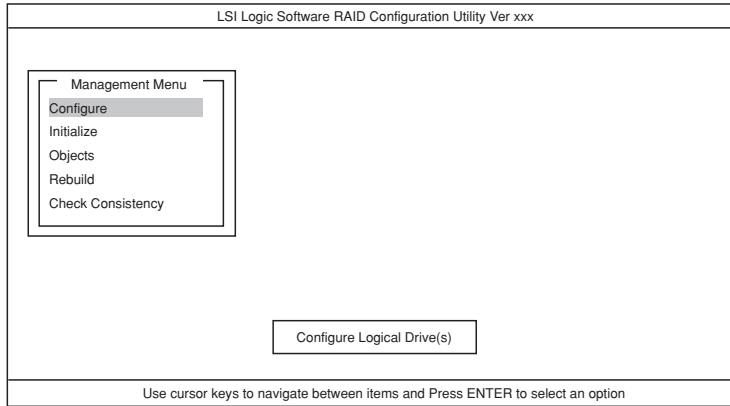 LSI Logic Software RAID Configuration Utility Ver xxx
Management Menu
Configure
Initialize
Objects
Rebuild
Check Consistency
Configure Logical Drive(s)
Use cursor keys to navigate between items and Press ENTER to select an option